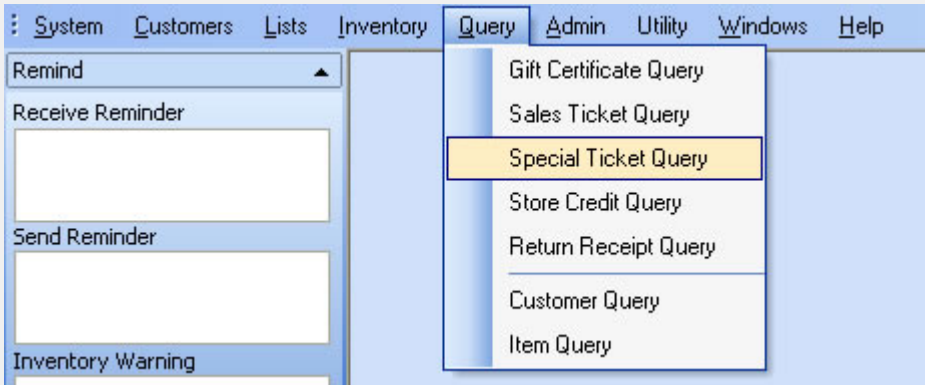 System Customers Lists Inventory Query Admin Utility Windows Help
Remind
Receive Reminder
Send Reminder
Inventory Warning
Gift Certificate Query
Sales Ticket Query
Special Ticket Query
Store Credit Query
Return Receipt Query
Customer Query
Item Query